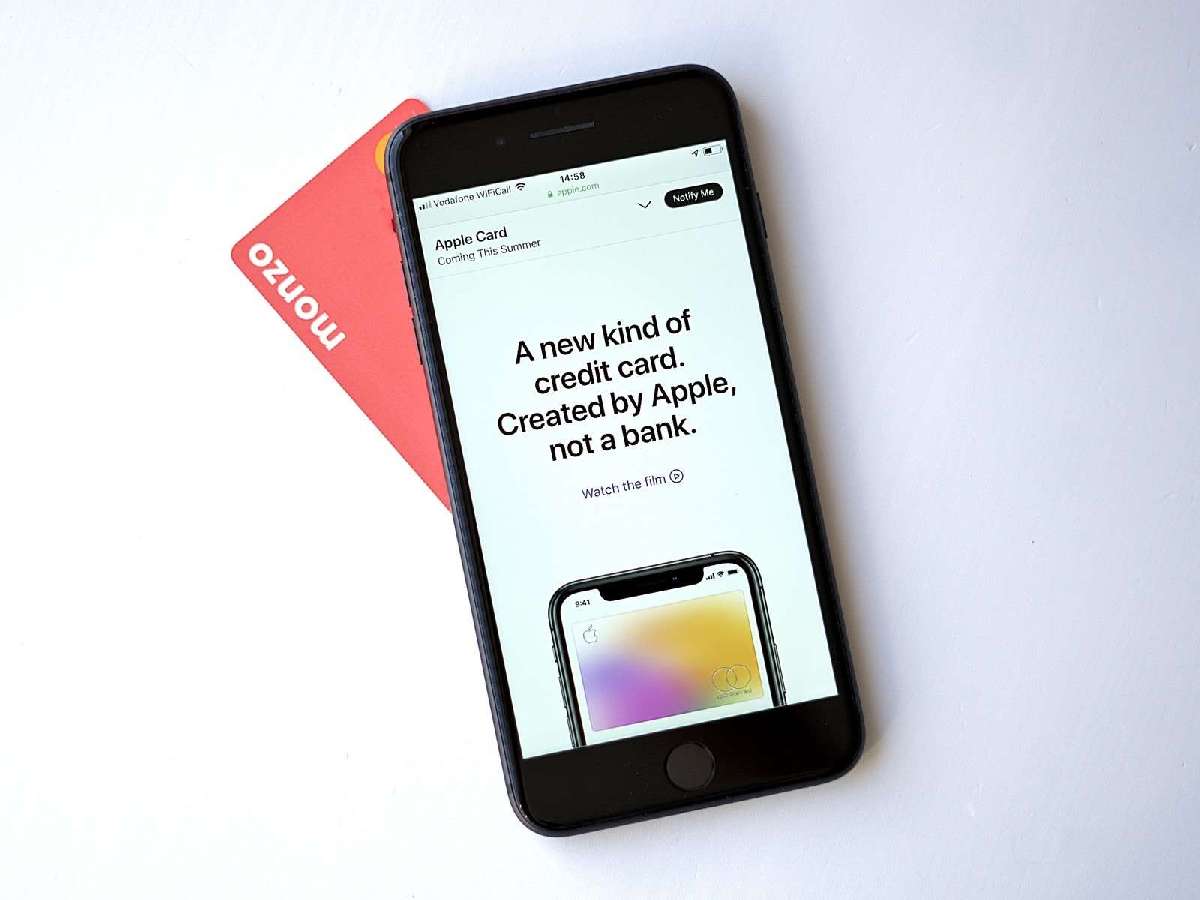 monzo
Vodafone WiFiCall 14:58
apple.com
Apple Card
Coming This Summer
Notify Me
A new kind of
credit card.
Created by Apple,
not a bank.
Watch the film
9:41